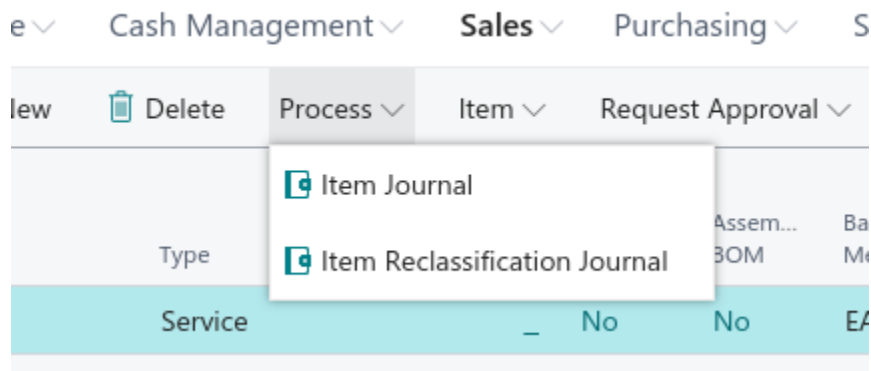 e Cash Management Sales Purchasing S
New Delete Process Item Request Approval
Item Journal
Assem... Ba
Type Item Reclassification Journal BOM Me
Service _ No No EA